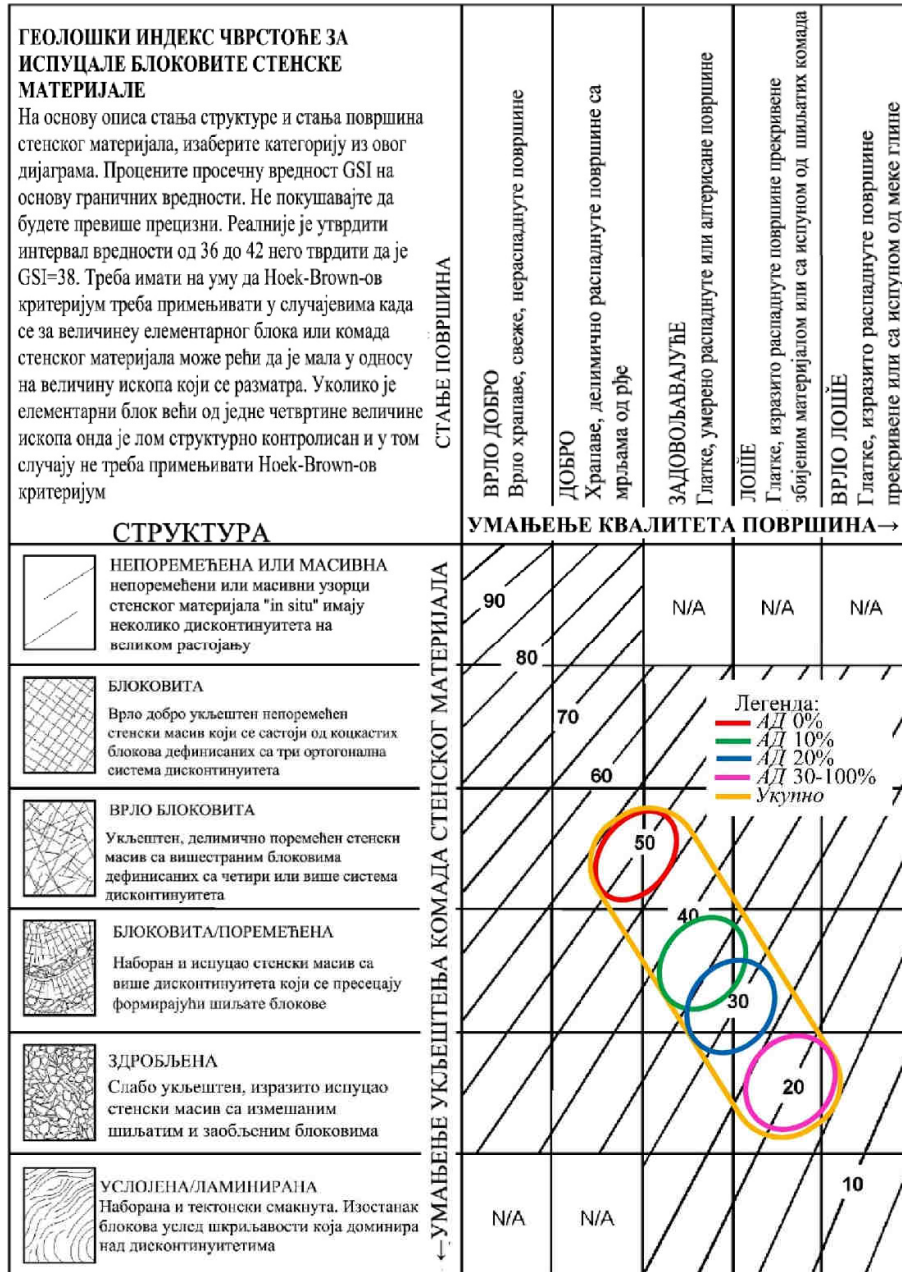 ГЕОЛОШКИ ИНДЕКС ЧВРСТОЋЕ ЗА
ИСПУЦАЛЕ БЛОКОВИТЕ СТЕНСКЕ
МАТЕРИЈАЛЕ
На основу описа стања структуре и стања површина
стенског материјала, изаберите категорију из овог
дијаграма. Процените просечну вредност GSI на
основу граничних вредности. Не покушавајте да
будете превише прецизни. Реалније је утврдити
интервал вредности од 36 до 42 него тврдити да је
GSI=38. Треба имати на уму да Hoek-Brown-ов
критеријум треба примењивати у случајевима када
се за величинеу елементарног блока или комада
стенског материјала може рећи да је мала у односу
на величину ископа који се разматра. Уколико је
елементарни блок већи од једне четвртине величине
ископа онда је лом структурно контролисан и у том
случају не треба примењивати Hoek-Brown-ов
критеријум
СТАЊЕ ПОВРШИНА
ВРЛО ДОБРО
Врло храпаве, свеже, нераспаднуте површине
ДОБРО
Храпаве, делимично распаднуте површине са
мрљама од рђе
ЗАДОВОЉАВАЈУЋЕ
Глатке, умерено распаднуте или алтерисане површине
ЛОШЕ
Глатке, изразито распаднуте површине прекривене
збијеним материјалом или са испуном од шиљатих комада
ВРЛО ЛОШЕ
Глатке, изразито распаднуте површине
прекривене или са испуном од меке глине
СТРУКТУРА
УМАЊЕЊЕ КВАЛИТЕТА ПОВРШИНА→
←УМАЊЕЊЕ УКЉЕШТЕЊА КОМАДА СТЕНСКОГ МАТЕРИЈАЛА
НЕПОРЕМЕЋЕНА ИЛИ МАСИВНА
непоремећени или масивни узорци
стенског материјала "in situ" имају
неколико дисконтинуитета на
великом растојању
90
80
N/A
N/A
N/A
БЛОКОВИТА
Врло добро укљештен непоремећен
стенски масив који се састоји од коцкастих
блокова дефинисаних са три ортогонална
система дисконтинуитета
70
60
Легенда:
АД 0%
АД 10%
АД 20%
АД 30-100%
Укупно
ВРЛО БЛОКОВИТА
Укљештен, делимично поремећен стенски
масив са вишестраним блоковима
дефинисаних са четири или више система
дисконтинуитета
50
БЛОКОВИТА/ПОРЕМЕЋЕНА
Наборан и испуцао стенски масив са
више дисконтинуитета који се пресецају
формирајући шиљате блокове
40
30
ЗДРОБЉЕНА
Слабо укљештен, изразито испуцао
стенски масив са измешаним
шиљатим и заобљеним блоковима
20
УСЛОЈЕНА/ЛАМИНИРАНА
Наборана и тектонски смакнута. Изостанак
блокова услед шкриљавости која доминира
над дисконтинуитетима
N/A
N/A
10